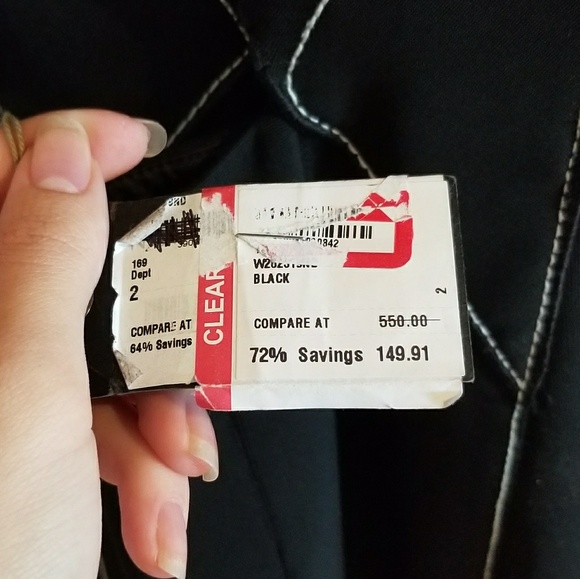 169
Dept
2
COMPARE AT
64% Savings
CLEAR
BLACK
COMPARE AT 550.00
72% Savings 149.91
2